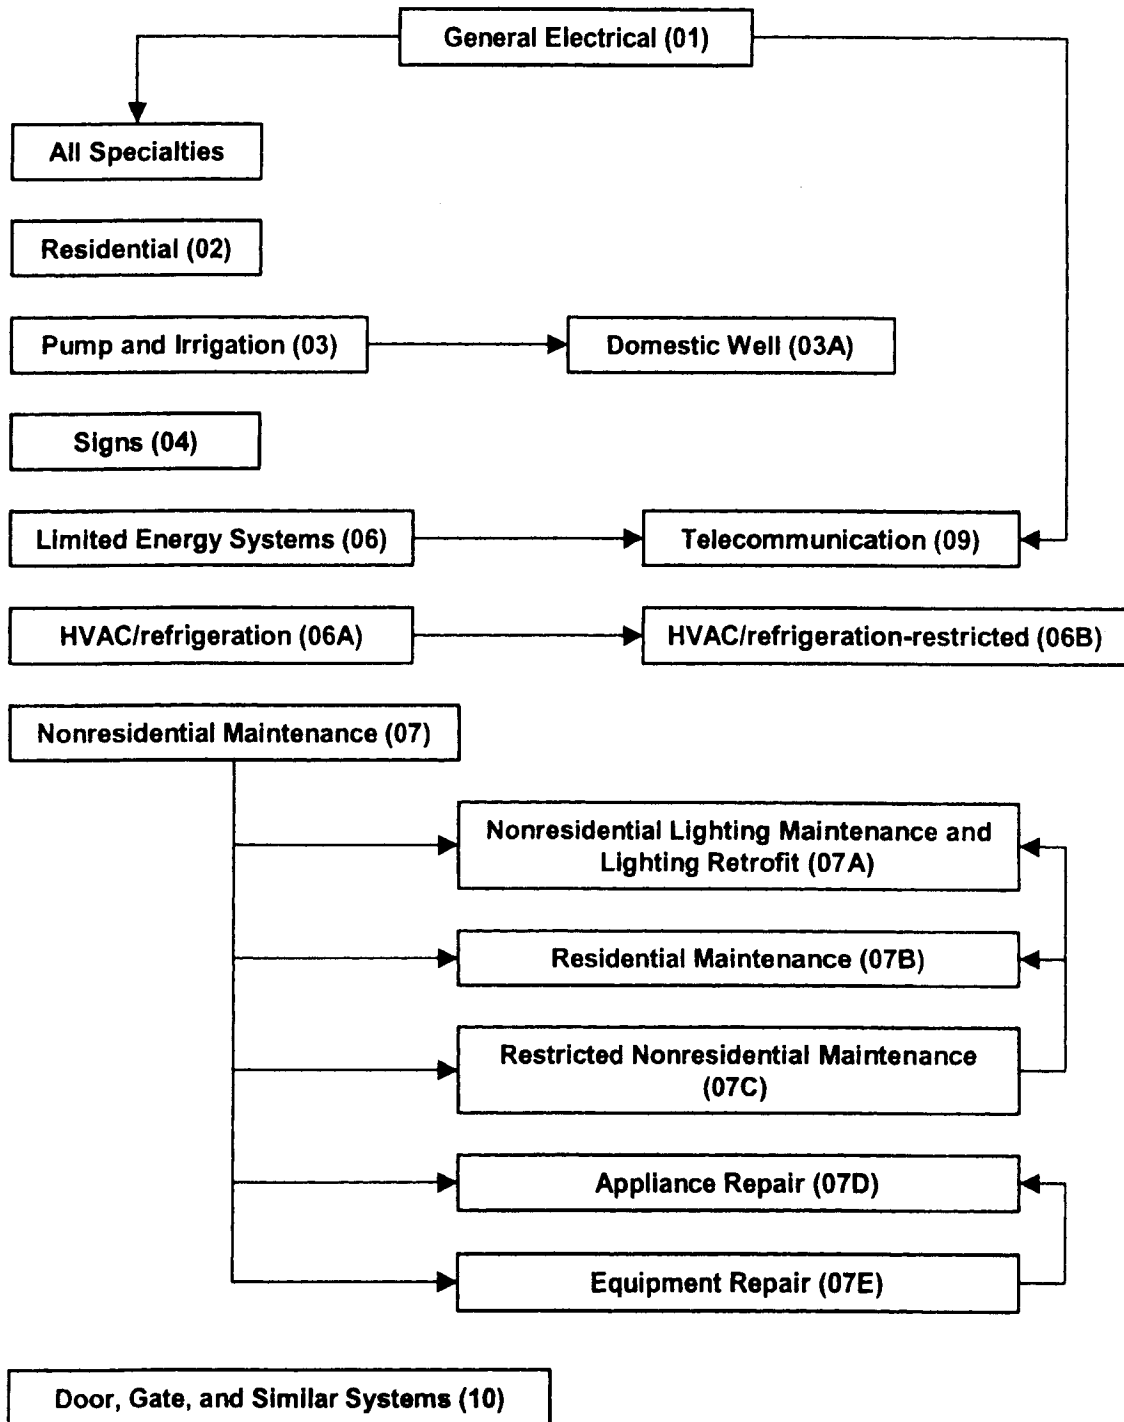 General Electrical (01)
All Specialties
Residential (02)
Pump and Irrigation (03)
Domestic Well (03A)
Signs (04)
Limited Energy Systems (06)
Telecommunication (09)
HVAC/refrigeration (06A)
HVAC/refrigeration-restricted (06B)
Nonresidential Maintenance (07)
Nonresidential Lighting Maintenance and
Lighting Retrofit (07A)
Residential Maintenance (07B)
Restricted Nonresidential Maintenance
(07C)
Appliance Repair (07D)
Equipment Repair (07E)
Door, Gate, and Similar Systems (10)